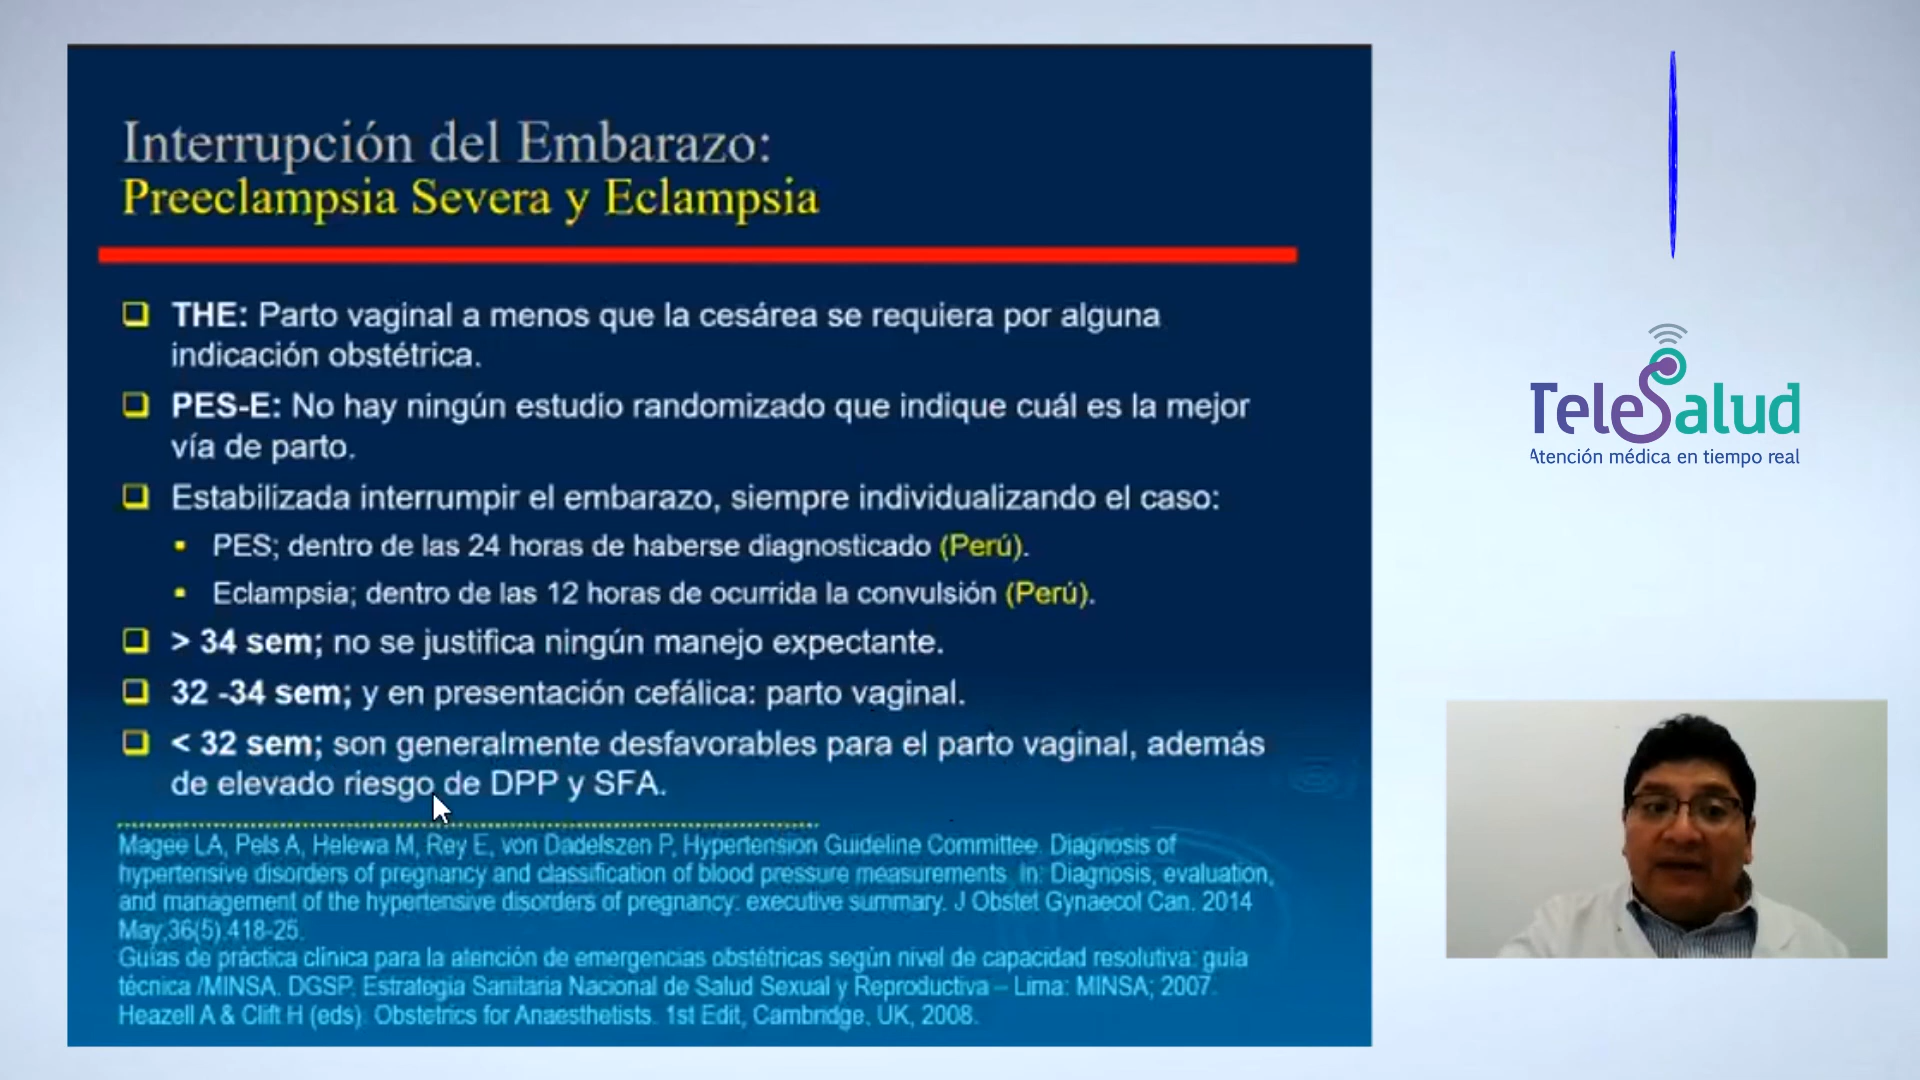 Interrupción del Embarazo:
Preeclampsia Severa y Eclampsia
THE: Parto vaginal a menos que la cesárea se requiera por alguna
indicación obstétrica.
PES-E: No hay ningún estudio randomizado que indique cuál es la mejor
vía de parto.
Estabilizada interrumpir el embarazo, siempre individualizando el caso:
PES; dentro de las 24 horas de haberse diagnosticado (Perú).
Eclampsia; dentro de las 12 horas de ocurrida la convulsión (Perú).
> 34 sem; no se justifica ningún manejo expectante.
32 -34 sem; y en presentación cefálica: parto vaginal.
< 32 sem; son generalmente desfavorables para el parto vaginal, además
de elevado riesgo de DPP y SFA.
Magee LA, Pels A, Helewa M, Rey E, von Dadelszen P, Hypertension Guideline Committee. Diagnosis of
hypertensive disorders of pregnancy and classification of blood pressure measurements. In: Diagnosis, evaluation,
and management of the hypertensive disorders of pregnancy: executive summary. J Obstet Gynaecol Can. 2014
May;36(5):418-25.
Guías de práctica clínica para la atención de emergencias obstétricas según nivel de capacidad resolutiva: guía
técnica /MINSA. DGSP. Estrategia Sanitaria Nacional de Salud Sexual y Reproductiva – Lima: MINSA; 2007.
Heazell A & Clift H (eds). Obstetrics for Anaesthetists. 1st Edit, Cambridge, UK, 2008.
TeleSalud
Atención médica en tiempo real